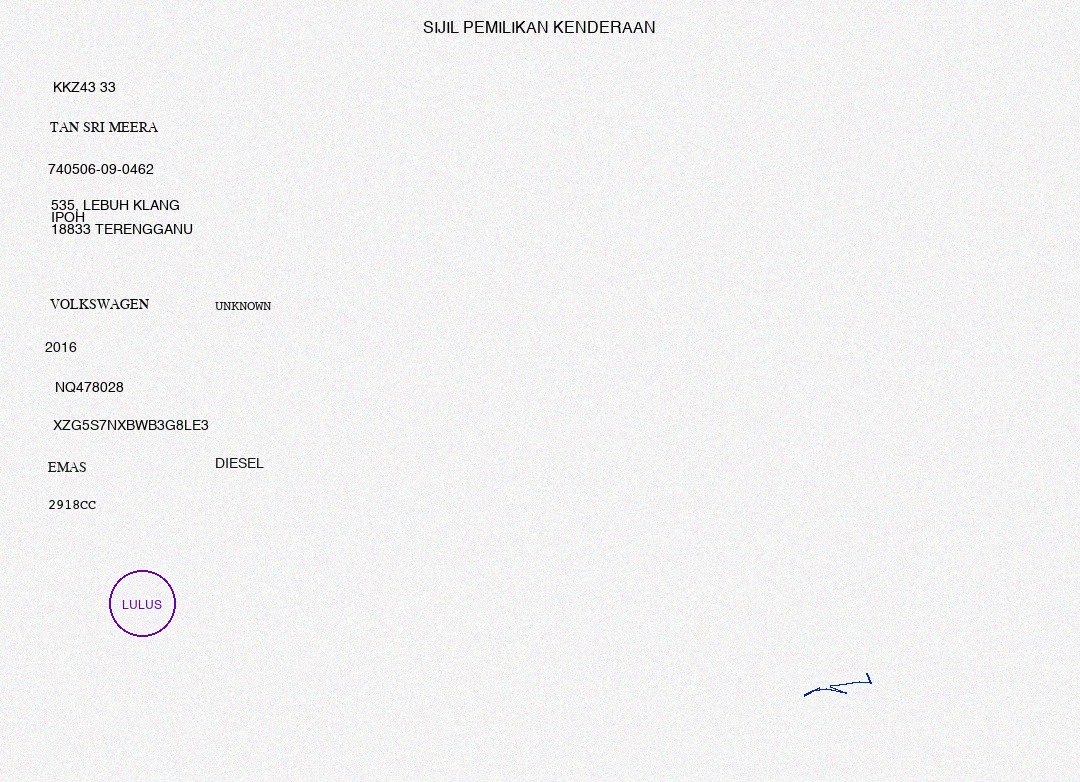 SIJIL PEMILIKAN KENDERAAN
KKZ43 33
TAN SRI MEERA
740506-09-0462
535, LEBUH KLANG
IPOH
18833 TERENGGANU
VOLKSWAGEN UNKNOWN
2016
NQ478028
XZG5S7NXBWB3G8LE3
EMAS DIESEL
2918CC
LULUS